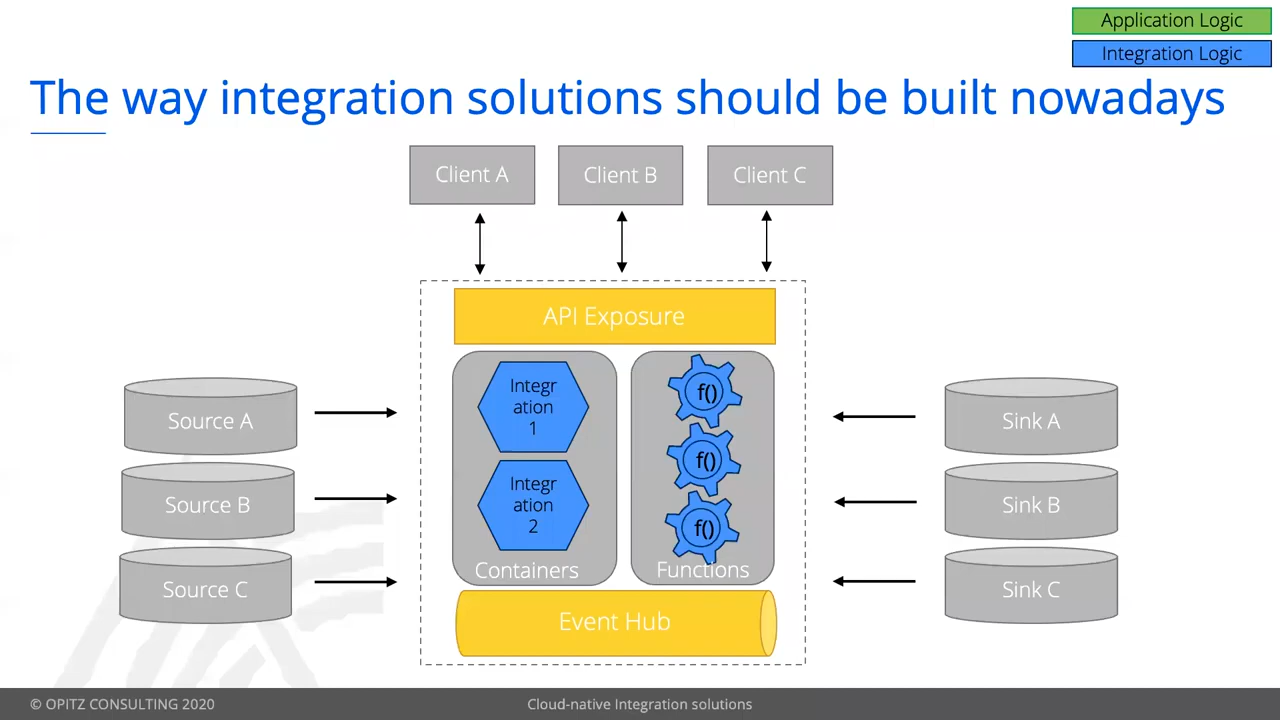 Application Logic
Integration Logic
The way integration solutions should be built nowadays
Client A
Client B
Client C
API Exposure
Integr
ation
1
Integr
ation
2
Containers
f()
f()
f()
Functions
Source A
Source B
Source C
Sink A
Sink B
Sink C
Event Hub
© OPITZ CONSULTING 2020
Cloud-native Integration solutions